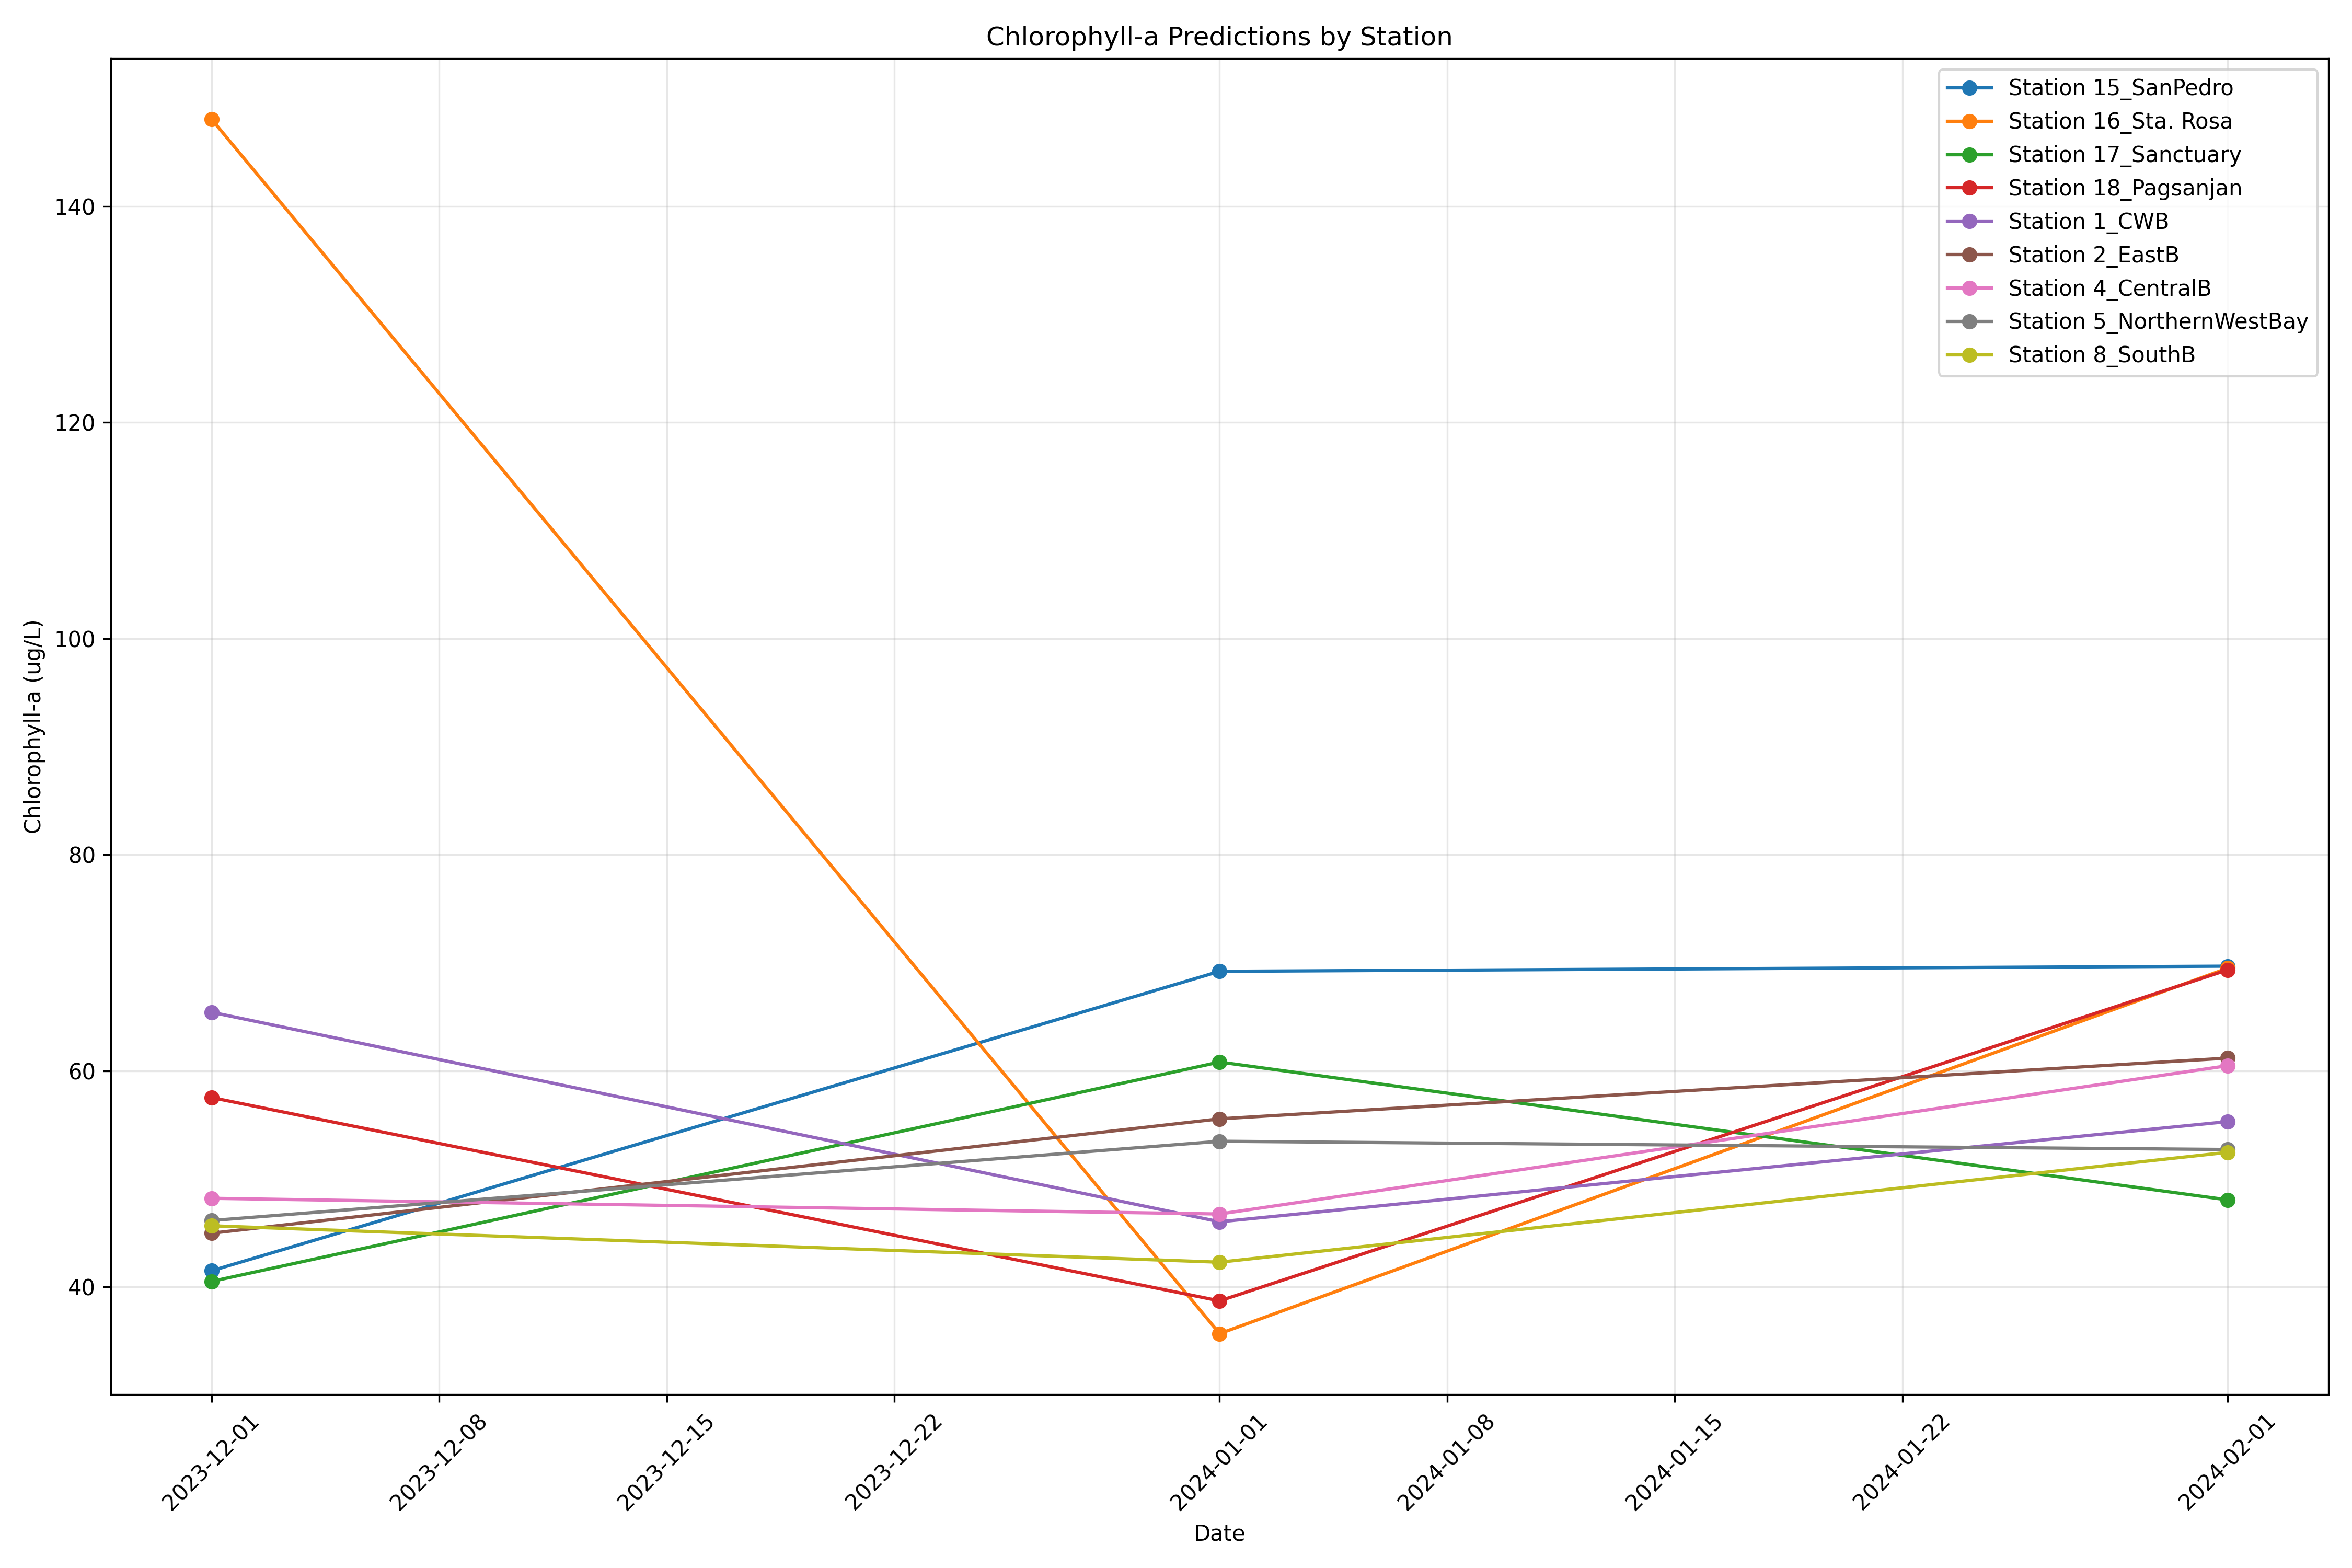 Chlorophyll-a Predictions by Station
Station 15_SanPedro
Station 16_Sta. Rosa
Station 17_Sanctuary
Station 18_Pagsanjan
Station 1_CWB
Station 2_EastB
Station 4_CentralB
Station 5_NorthernWestBay
Station 8_SouthB
Chlorophyll-a (ug/L)
140
120
100
80
60
40
2023-12-01
2023-12-08
2023-12-15
2023-12-22
2024-01-01
2024-01-08
2024-01-15
2024-01-22
2024-02-01
Date